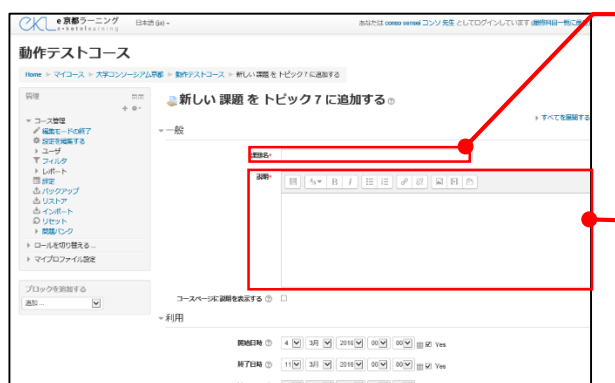 e京都ラーニング
e-kyotolearning
日本語 (ja)
あなたは conso sensei コンソ 先生 としてログインしています
動作テストコース
Home マイコース 大学コンソーシアム京都 動作テストコース 新しい 課題 を トピック 7 に追加する
管理
コース管理
編集モードの終了
設定を編集する
ユーザ
フィルタ
レポート
設定
バックアップ
リストア
インポート
リセット
問題バンク
ロールを切り替える ...
マイプロファイル設定
ブロックを追加する
追加 ...
新しい 課題 を トピック 7 に追加する
すべてを展開する
一般
課題名*
説明*
B I
コースページに説明を表示する
利用
開始日時 4 3月 2016 00 00 Yes
終了日時 11 3月 2016 00 00 Yes